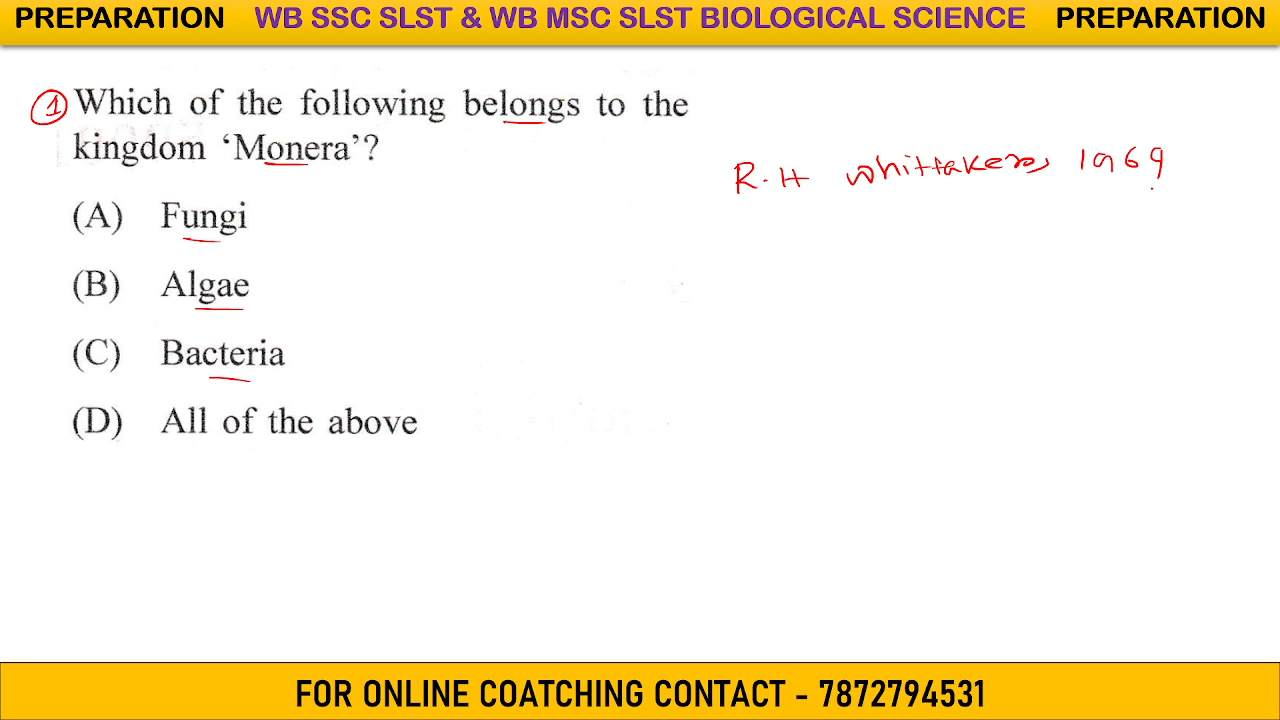 PREPARATION WB SSC SLST & WB MSC SLST BIOLOGICAL SCIENCE PREPARATION
1 Which of the following belongs to the
kingdom ‘Monera’?
R.H Whittakers, 1969
(A) Fungi
(B) Algae
(C) Bacteria
(D) All of the above
FOR ONLINE COATCHING CONTACT - 7872794531